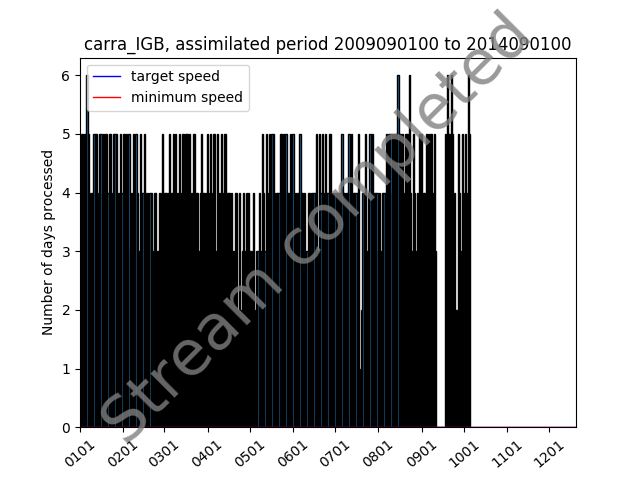 carra_IGB, assimilated period 2009090100 to 2014090100
target speed
minimum speed
Number of days processed
6
5
4
3
2
1
0
0101 0201 0301 0401 0501 0601 0701 0801 0901 1001 1101 1201
Stream completed